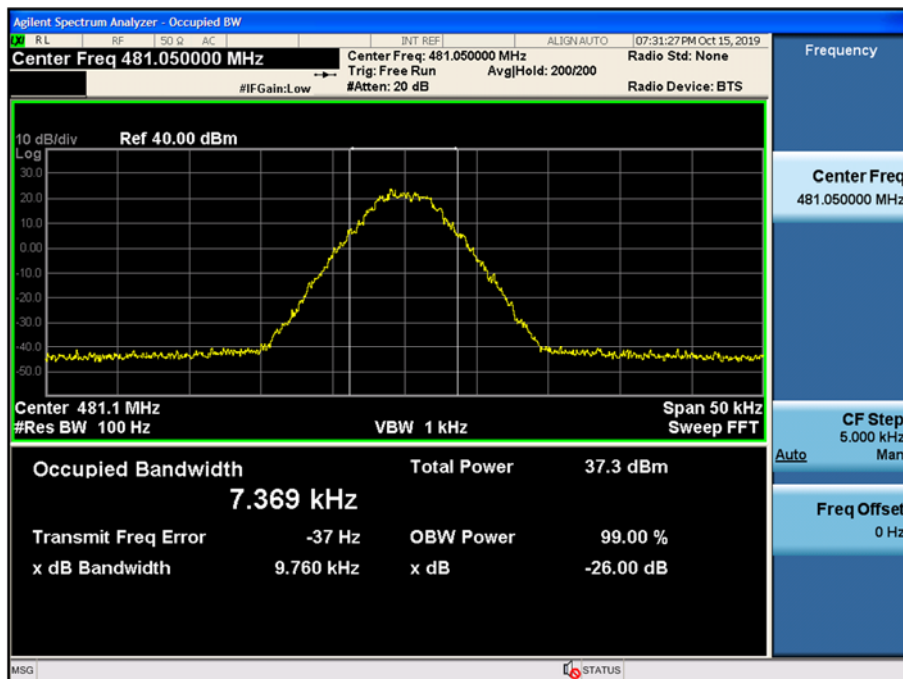 Agilent Spectrum Analyzer - Occupied BW
LXI RL RF 50 Ω AC INT REF ALIGN AUTO 07:31:27 PM Oct 15, 2019
Center Freq 481.050000 MHz
Center Freq: 481.050000 MHz Radio Std: None
Trig: Free Run Avg|Hold: 200/200
#IFGain:Low #Atten: 20 dB Radio Device: BTS
10 dB/div Ref 40.00 dBm
Log
30.0
20.0
10.0
0.00
-10.0
-20.0
-30.0
-40.0
-50.0
Center 481.1 MHz Span 50 kHz
#Res BW 100 Hz VBW 1 kHz Sweep FFT
Occupied Bandwidth Total Power 37.3 dBm
7.369 kHz
Transmit Freq Error -37 Hz OBW Power 99.00 %
x dB Bandwidth 9.760 kHz x dB -26.00 dB
MSG STATUS
Frequency
Center Freq
481.050000 MHz
CF Step
5.000 kHz
Auto Man
Freq Offset
0 Hz